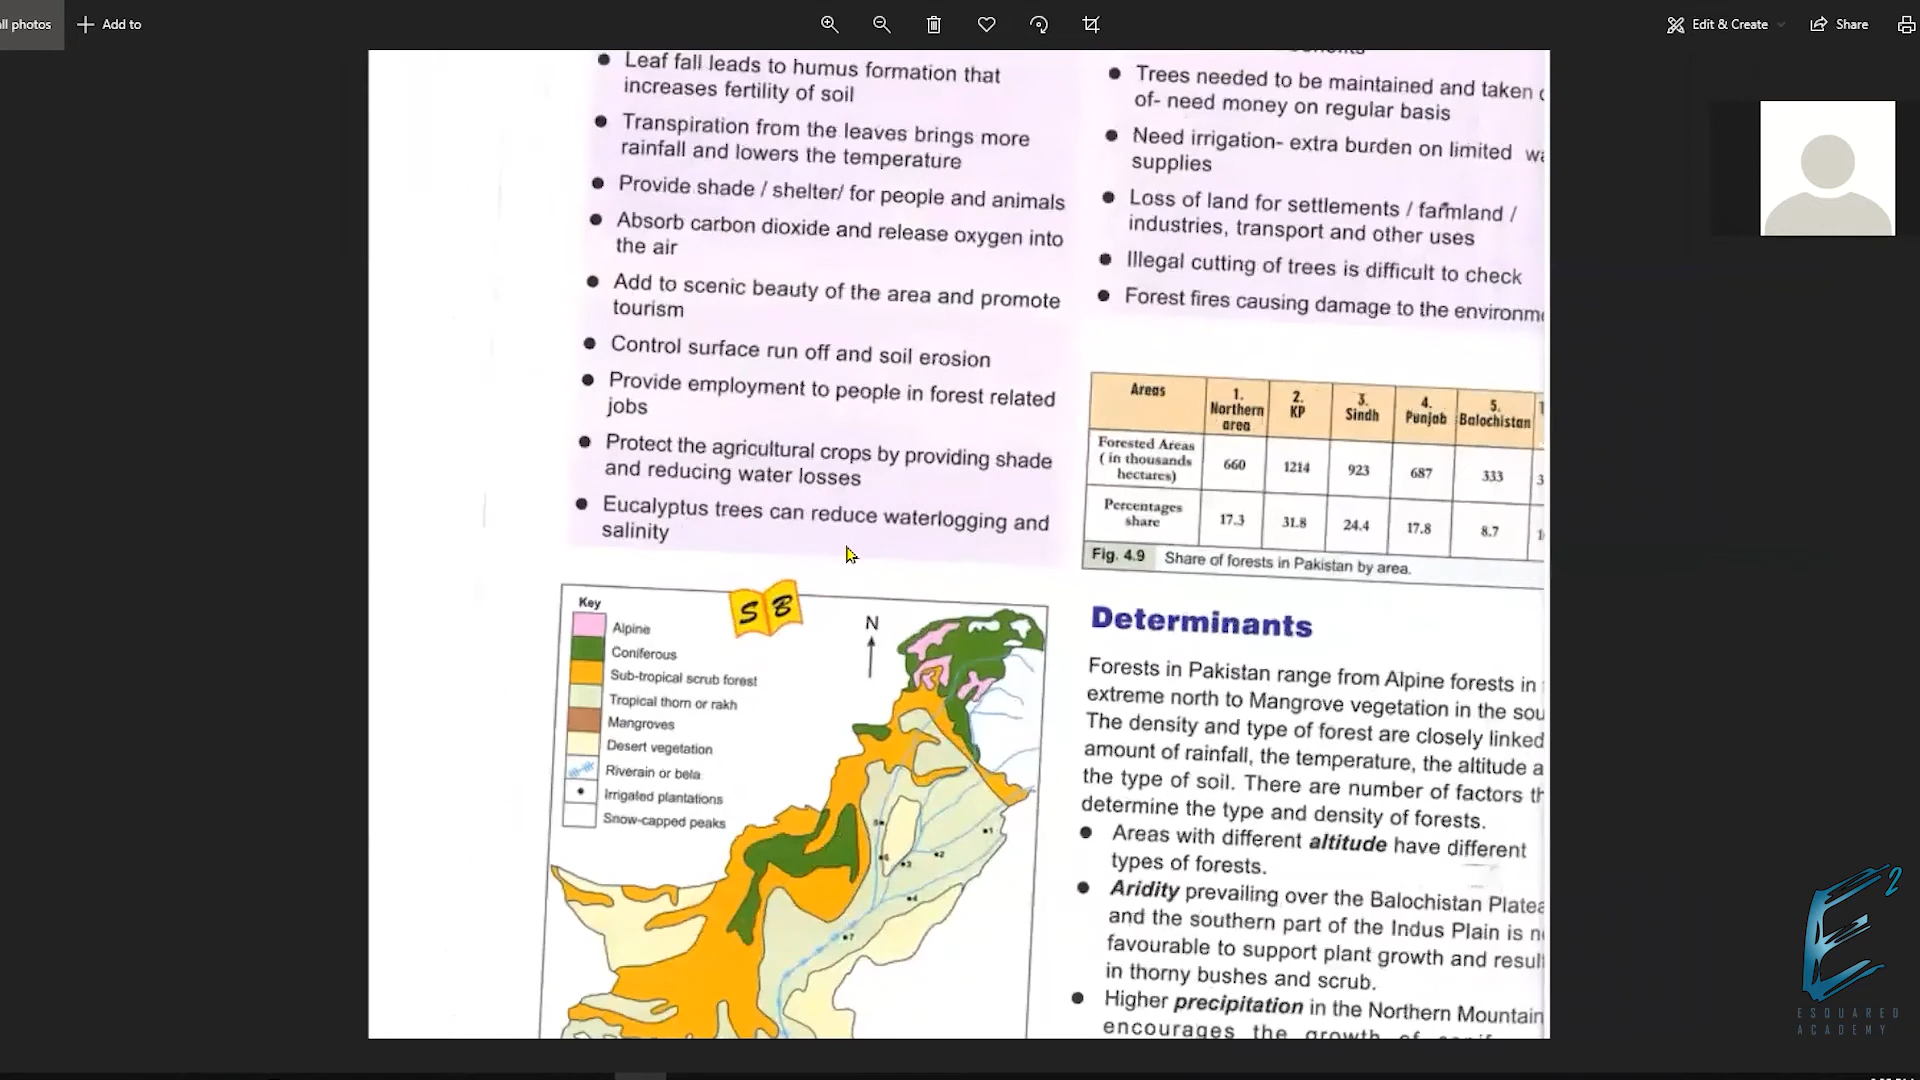 all photos
Add to
Edit & Create
Share
Leaf fall leads to humus formation that
increases fertility of soil
Transpiration from the leaves brings more
rainfall and lowers the temperature
Provide shade / shelter/ for people and animals
Absorb carbon dioxide and release oxygen into
the air
Add to scenic beauty of the area and promote
tourism
Control surface run off and soil erosion
Provide employment to people in forest related
jobs
Protect the agricultural crops by providing shade
and reducing water losses
Eucalyptus trees can reduce waterlogging and
salinity
Trees needed to be maintained and taken
of- need money on regular basis
Need irrigation- extra burden on limited
supplies
Loss of land for settlements / farmland /
industries, transport and other uses
Illegal cutting of trees is difficult to check
Forest fires causing damage to the
Areas 1. Northern area 2. KP 3. Sindh 4. Punjab 5. Balochistan
Forested Areas (in thousands hectares) 660 1214 923 687 333
Percentages share 17.3 31.8 24.4 17.8 8.7
Fig. 4.9 Share of forests in Pakistan by area.
Key
Alpine
Coniferous
Sub-tropical scrub forest
Tropical thorn or rakh
Mangroves
Desert vegetation
Riverain or bela
Irrigated plantations
Snow-capped peaks
S B
N
1
2
3
4
7
Determinants
Forests in Pakistan range from Alpine forests in
extreme north to Mangrove vegetation in the
The density and type of forest are closely linked
amount of rainfall, the temperature, the altitude
the type of soil. There are number of factors
determine the type and density of forests.
Areas with different altitude have different
types of forests.
Aridity prevailing over the Balochistan
and the southern part of the Indus Plain is
favourable to support plant growth and
in thorny bushes and scrub.
Higher precipitation in the Northern
encourages the growth of
E2
ESQUARED
ACADEMY